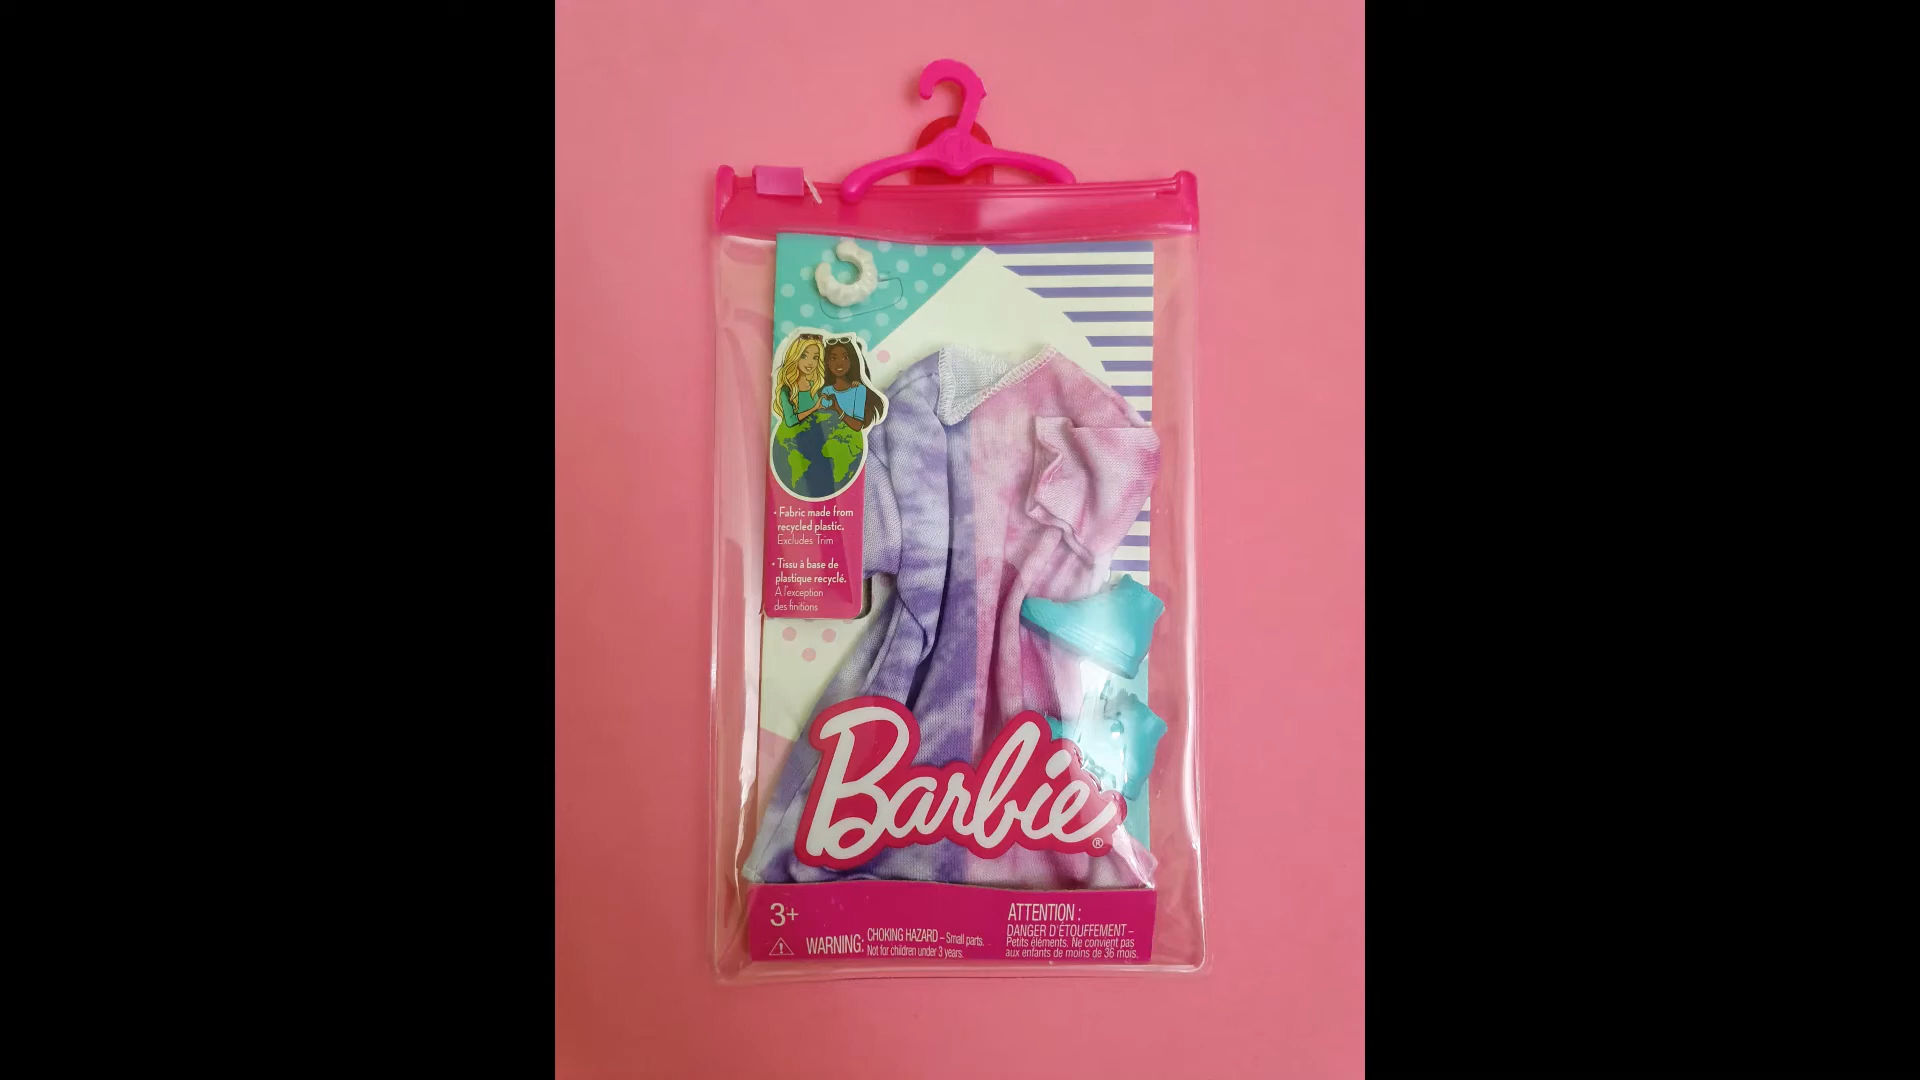 • Fabric made from
recycled plastic.
Excludes Trim
• Tissu à base de
plastique recyclé.
À l'exception
des finitions
Barbie®
3+
WARNING: CHOKING HAZARD – Small parts.
Not for children under 3 years.
ATTENTION :
DANGER D'ÉTOUFFEMENT –
Petits éléments. Ne convient pas
aux enfants de moins de 36 mois.